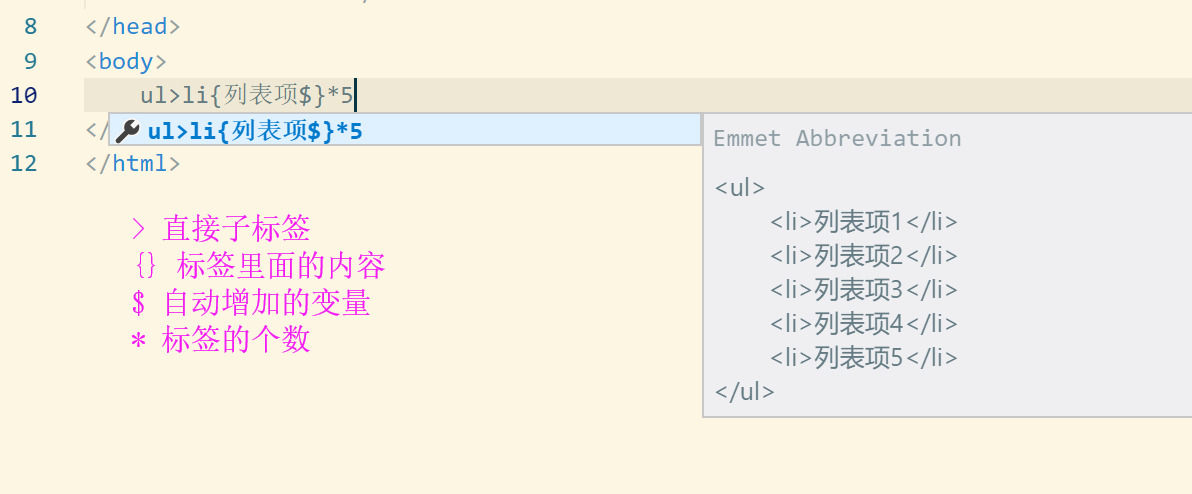 8 </head>
9 <body>
10 ul>li{列表项$}*5
11 </
ul>li{列表项$}*5
12 </html>
> 直接子标签
{} 标签里面的内容
$ 自动增加的变量
* 标签的个数
Emmet Abbreviation
<ul>
<li>列表项1</li>
<li>列表项2</li>
<li>列表项3</li>
<li>列表项4</li>
<li>列表项5</li>
</ul>